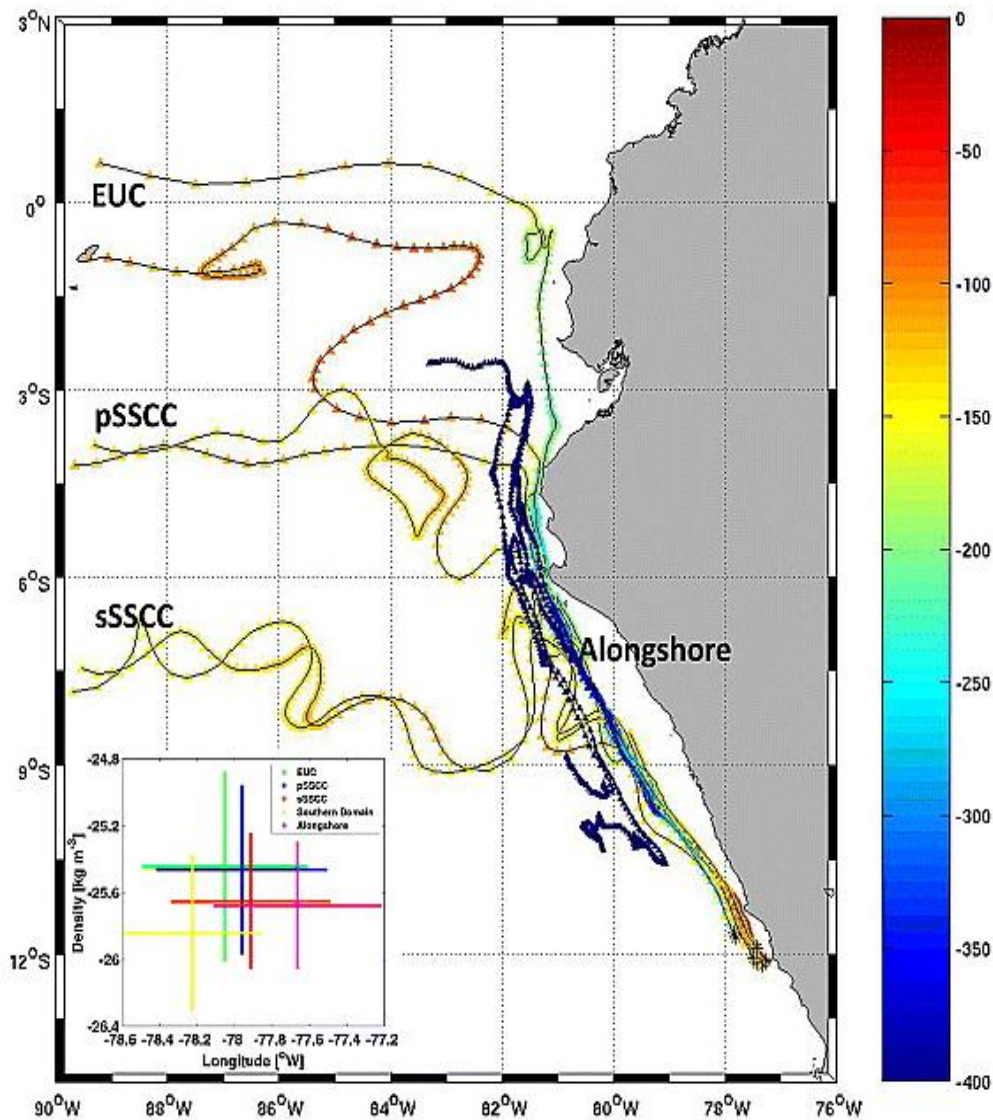 3°N
0°
3°S
6°S
9°S
12°S
90°W 88°W 86°W 84°W 82°W 80°W 78°W 76°W
EUC
pSSCC
sSSCC
Alongshore
0
-50
-100
-150
-200
-250
-300
-350
-400
-24.8
-25.2
-25.6
-26
-26.4
Density [kg m⁻³]
EUC
pSSCC
sSSCC
Southern Domain
Alongshore
-78.6 -78.4 -78.2 -78 -77.8 -77.6 -77.4 -77.2
Longitude [°W]